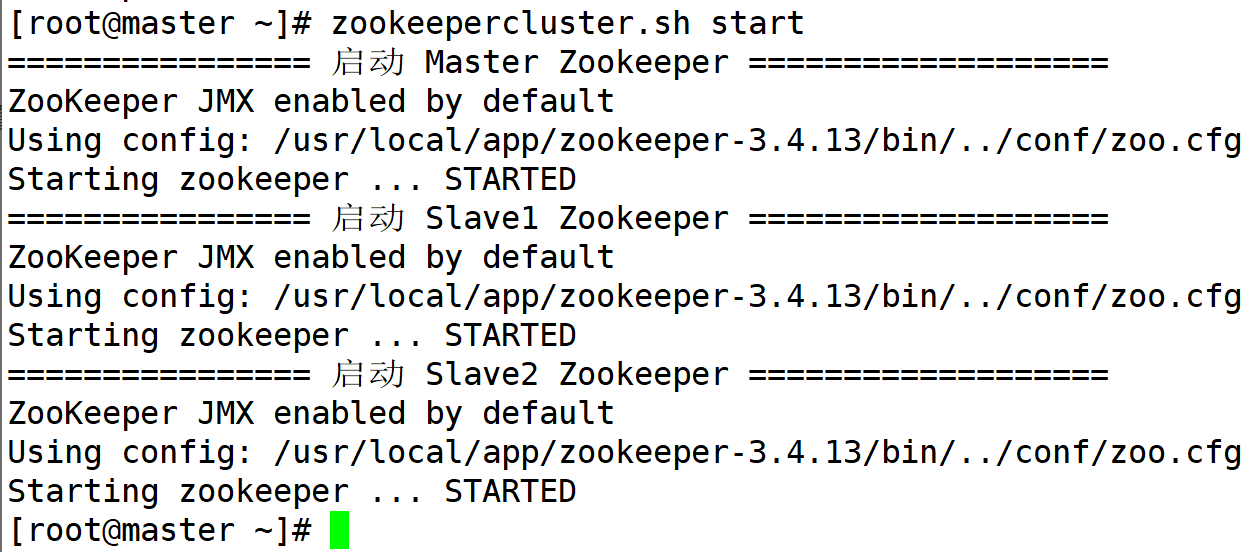 [root@master ~]# zookeepercluster.sh start
================ 启动 Master Zookeeper ===================
ZooKeeper JMX enabled by default
Using config: /usr/local/app/zookeeper-3.4.13/bin/../conf/zoo.cfg
Starting zookeeper ... STARTED
================ 启动 Slave1 Zookeeper ===================
ZooKeeper JMX enabled by default
Using config: /usr/local/app/zookeeper-3.4.13/bin/../conf/zoo.cfg
Starting zookeeper ... STARTED
================ 启动 Slave2 Zookeeper ===================
ZooKeeper JMX enabled by default
Using config: /usr/local/app/zookeeper-3.4.13/bin/../conf/zoo.cfg
Starting zookeeper ... STARTED
[root@master ~]#